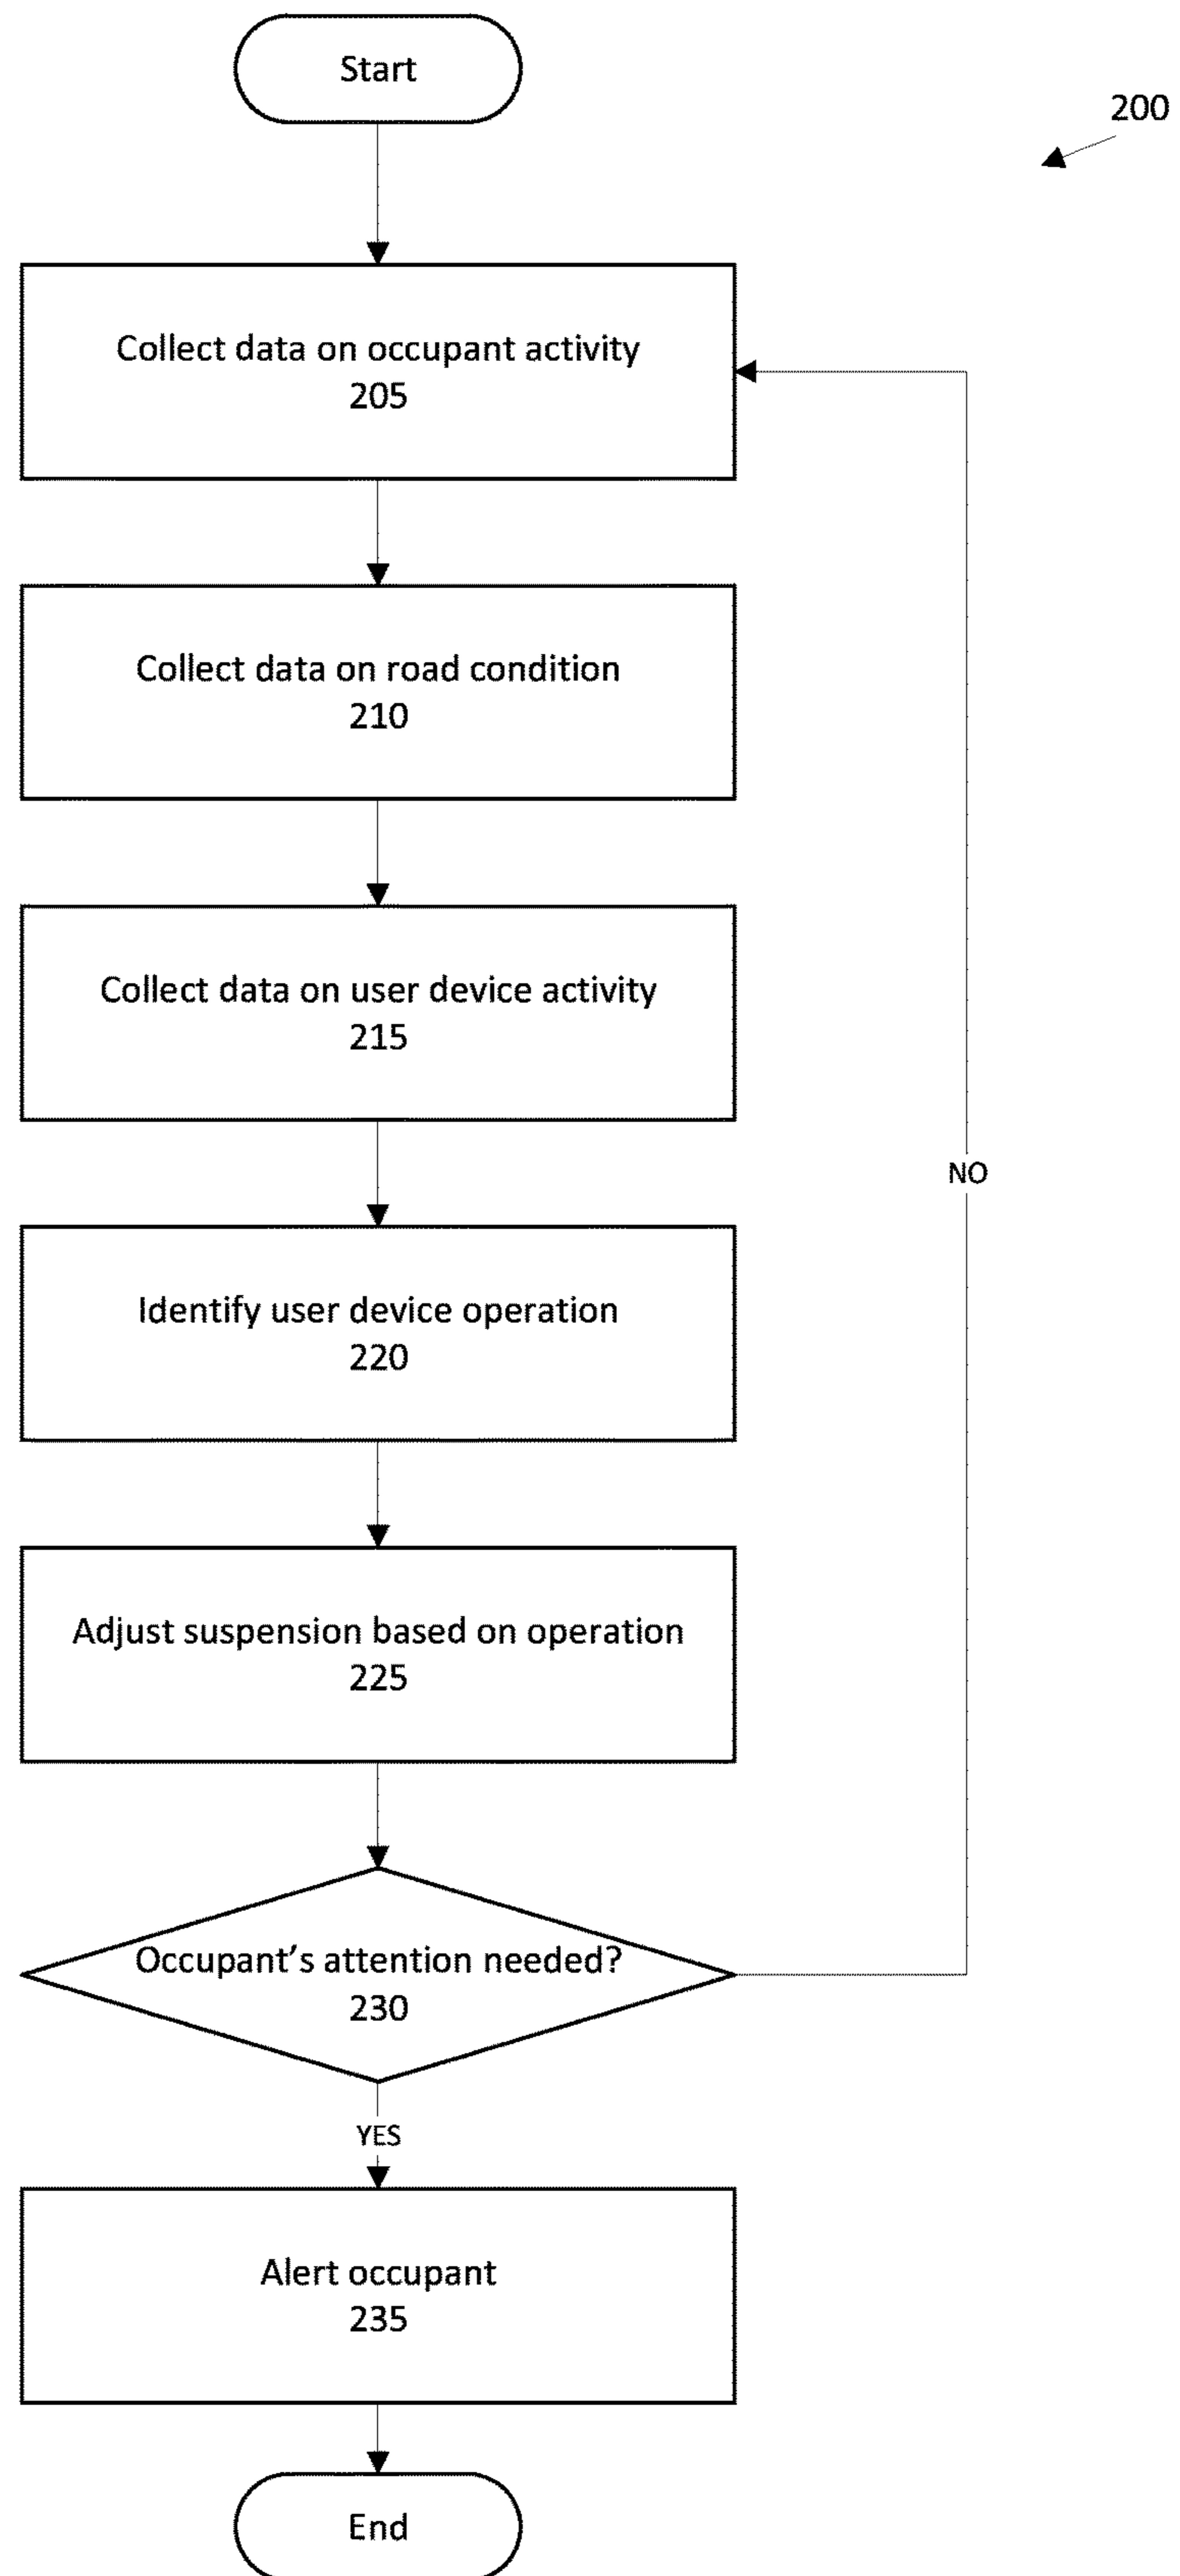 Start
200
Collect data on occupant activity
205
Collect data on road condition
210
Collect data on user device activity
215
NO
Identify user device operation
220
Adjust suspension based on operation
225
Occupant's attention needed?
230
YES
Alert occupant
235
End